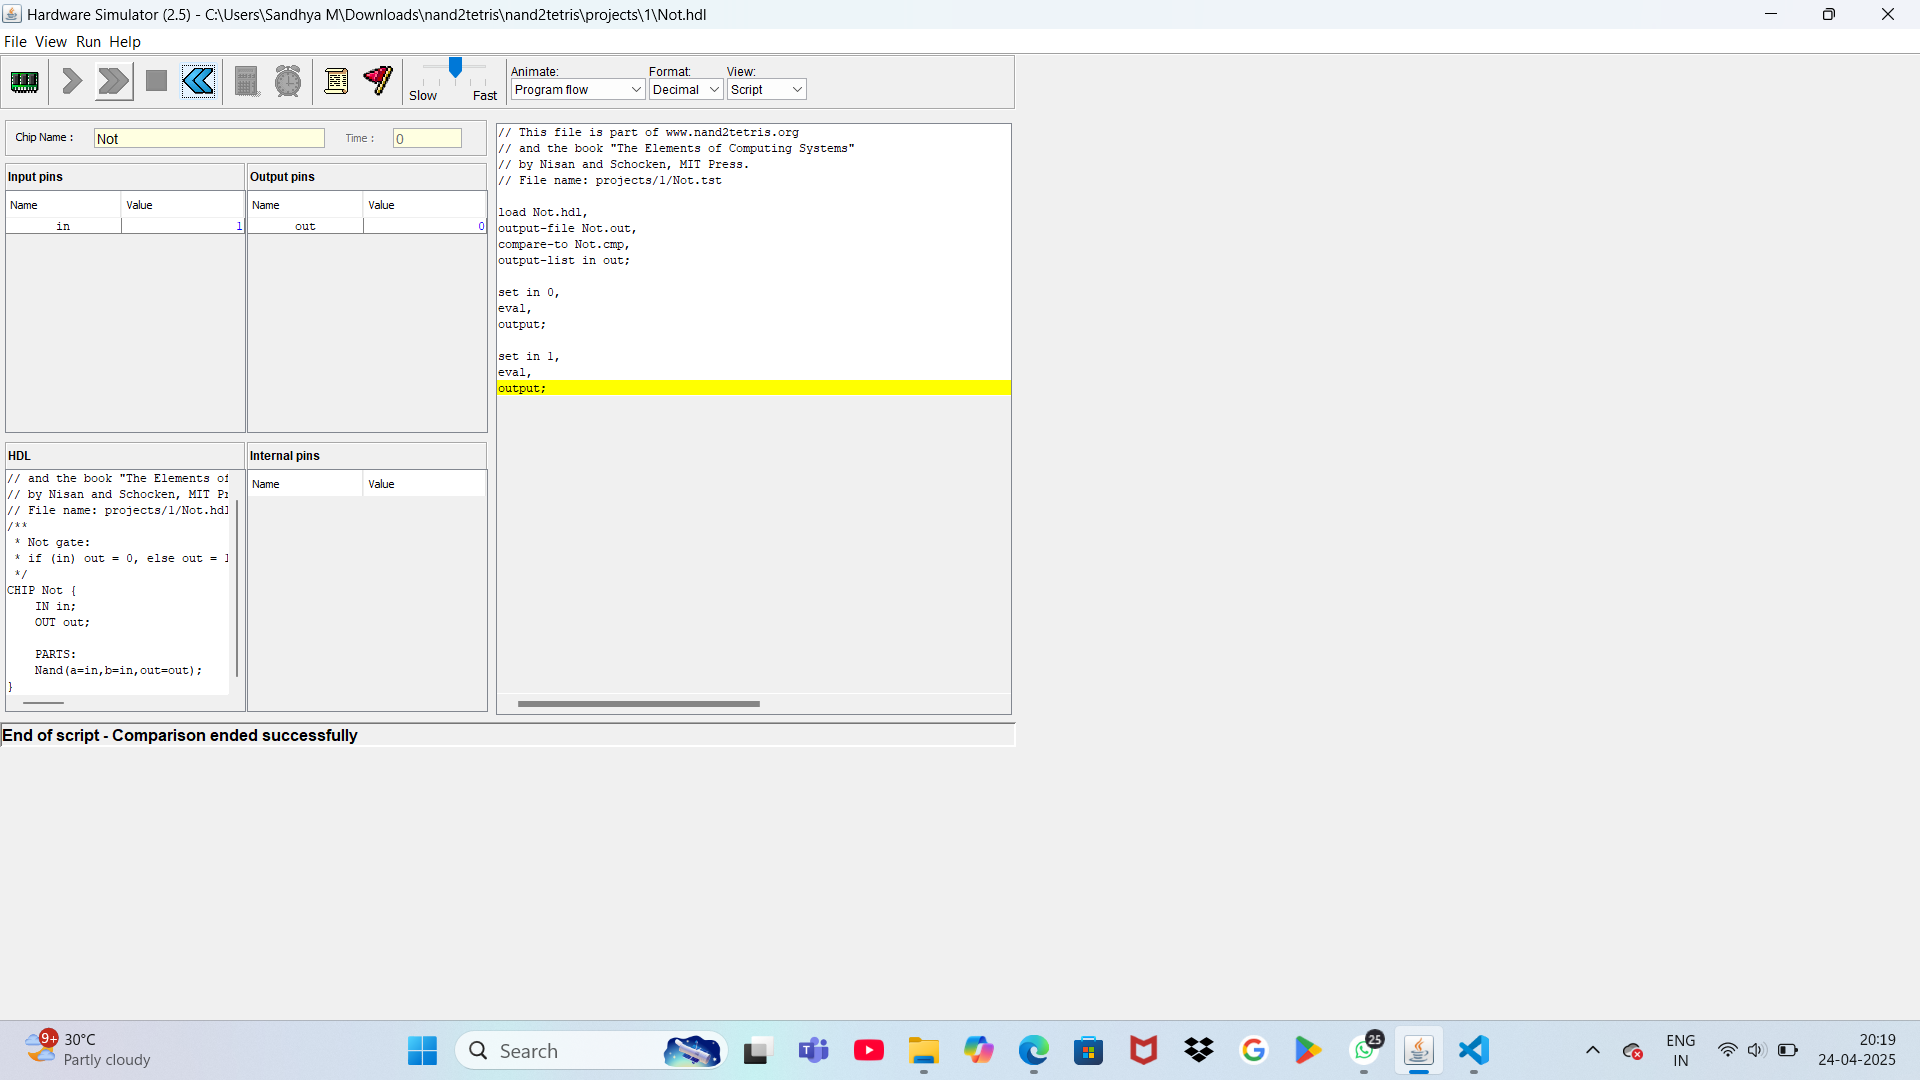 Hardware Simulator (2.5) - C:\Users\Sandhya M\Downloads\nand2tetris\nand2tetris\projects\1\Not.hdl
File View Run Help
Slow Fast
Animate: Format: View:
Program flow Decimal Script
Chip Name : Not Time : 0
Input pins
Name Value
in 1
Output pins
Name Value
out 0
HDL
// and the book "The Elements of
// by Nisan and Schocken, MIT Pr
// File name: projects/1/Not.hdl
/**
* Not gate:
* if (in) out = 0, else out = 1
*/
CHIP Not {
IN in;
OUT out;
PARTS:
Nand(a=in,b=in,out=out);
}
Internal pins
Name Value
// This file is part of www.nand2tetris.org
// and the book "The Elements of Computing Systems"
// by Nisan and Schocken, MIT Press.
// File name: projects/1/Not.tst
load Not.hdl,
output-file Not.out,
compare-to Not.cmp,
output-list in out;
set in 0,
eval,
output;
set in 1,
eval,
output;
End of script - Comparison ended successfully
9+ 30°C
Partly cloudy
Search
25
ENG
IN
20:19
24-04-2025